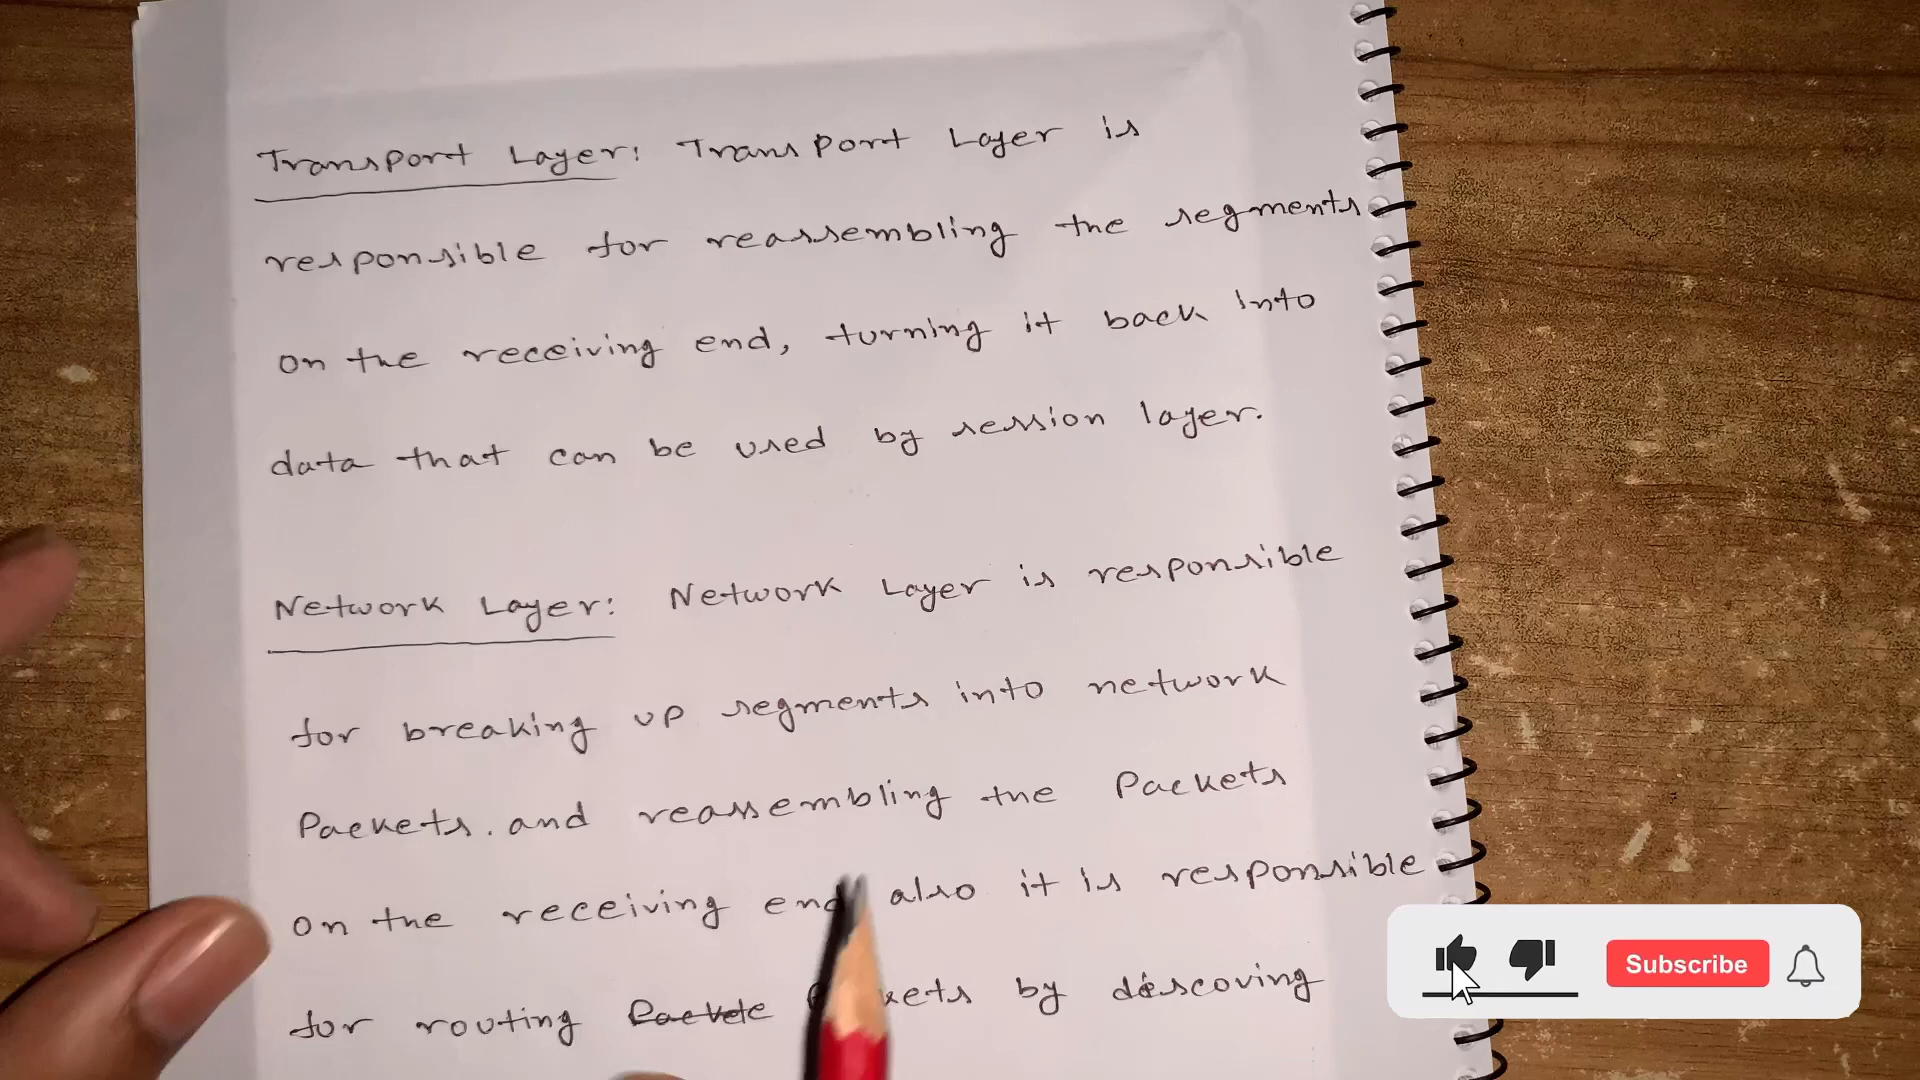 Transport Layer: Transport Layer is
responsible for reassembling the segments
on the receiving end, turning it back into
data that can be used by session layer.
Network Layer: Network Layer is responsible
for breaking up segments into network
Packets. and reassembling the Packets
on the receiving end also it is responsible
for routing by discoving
Subscribe